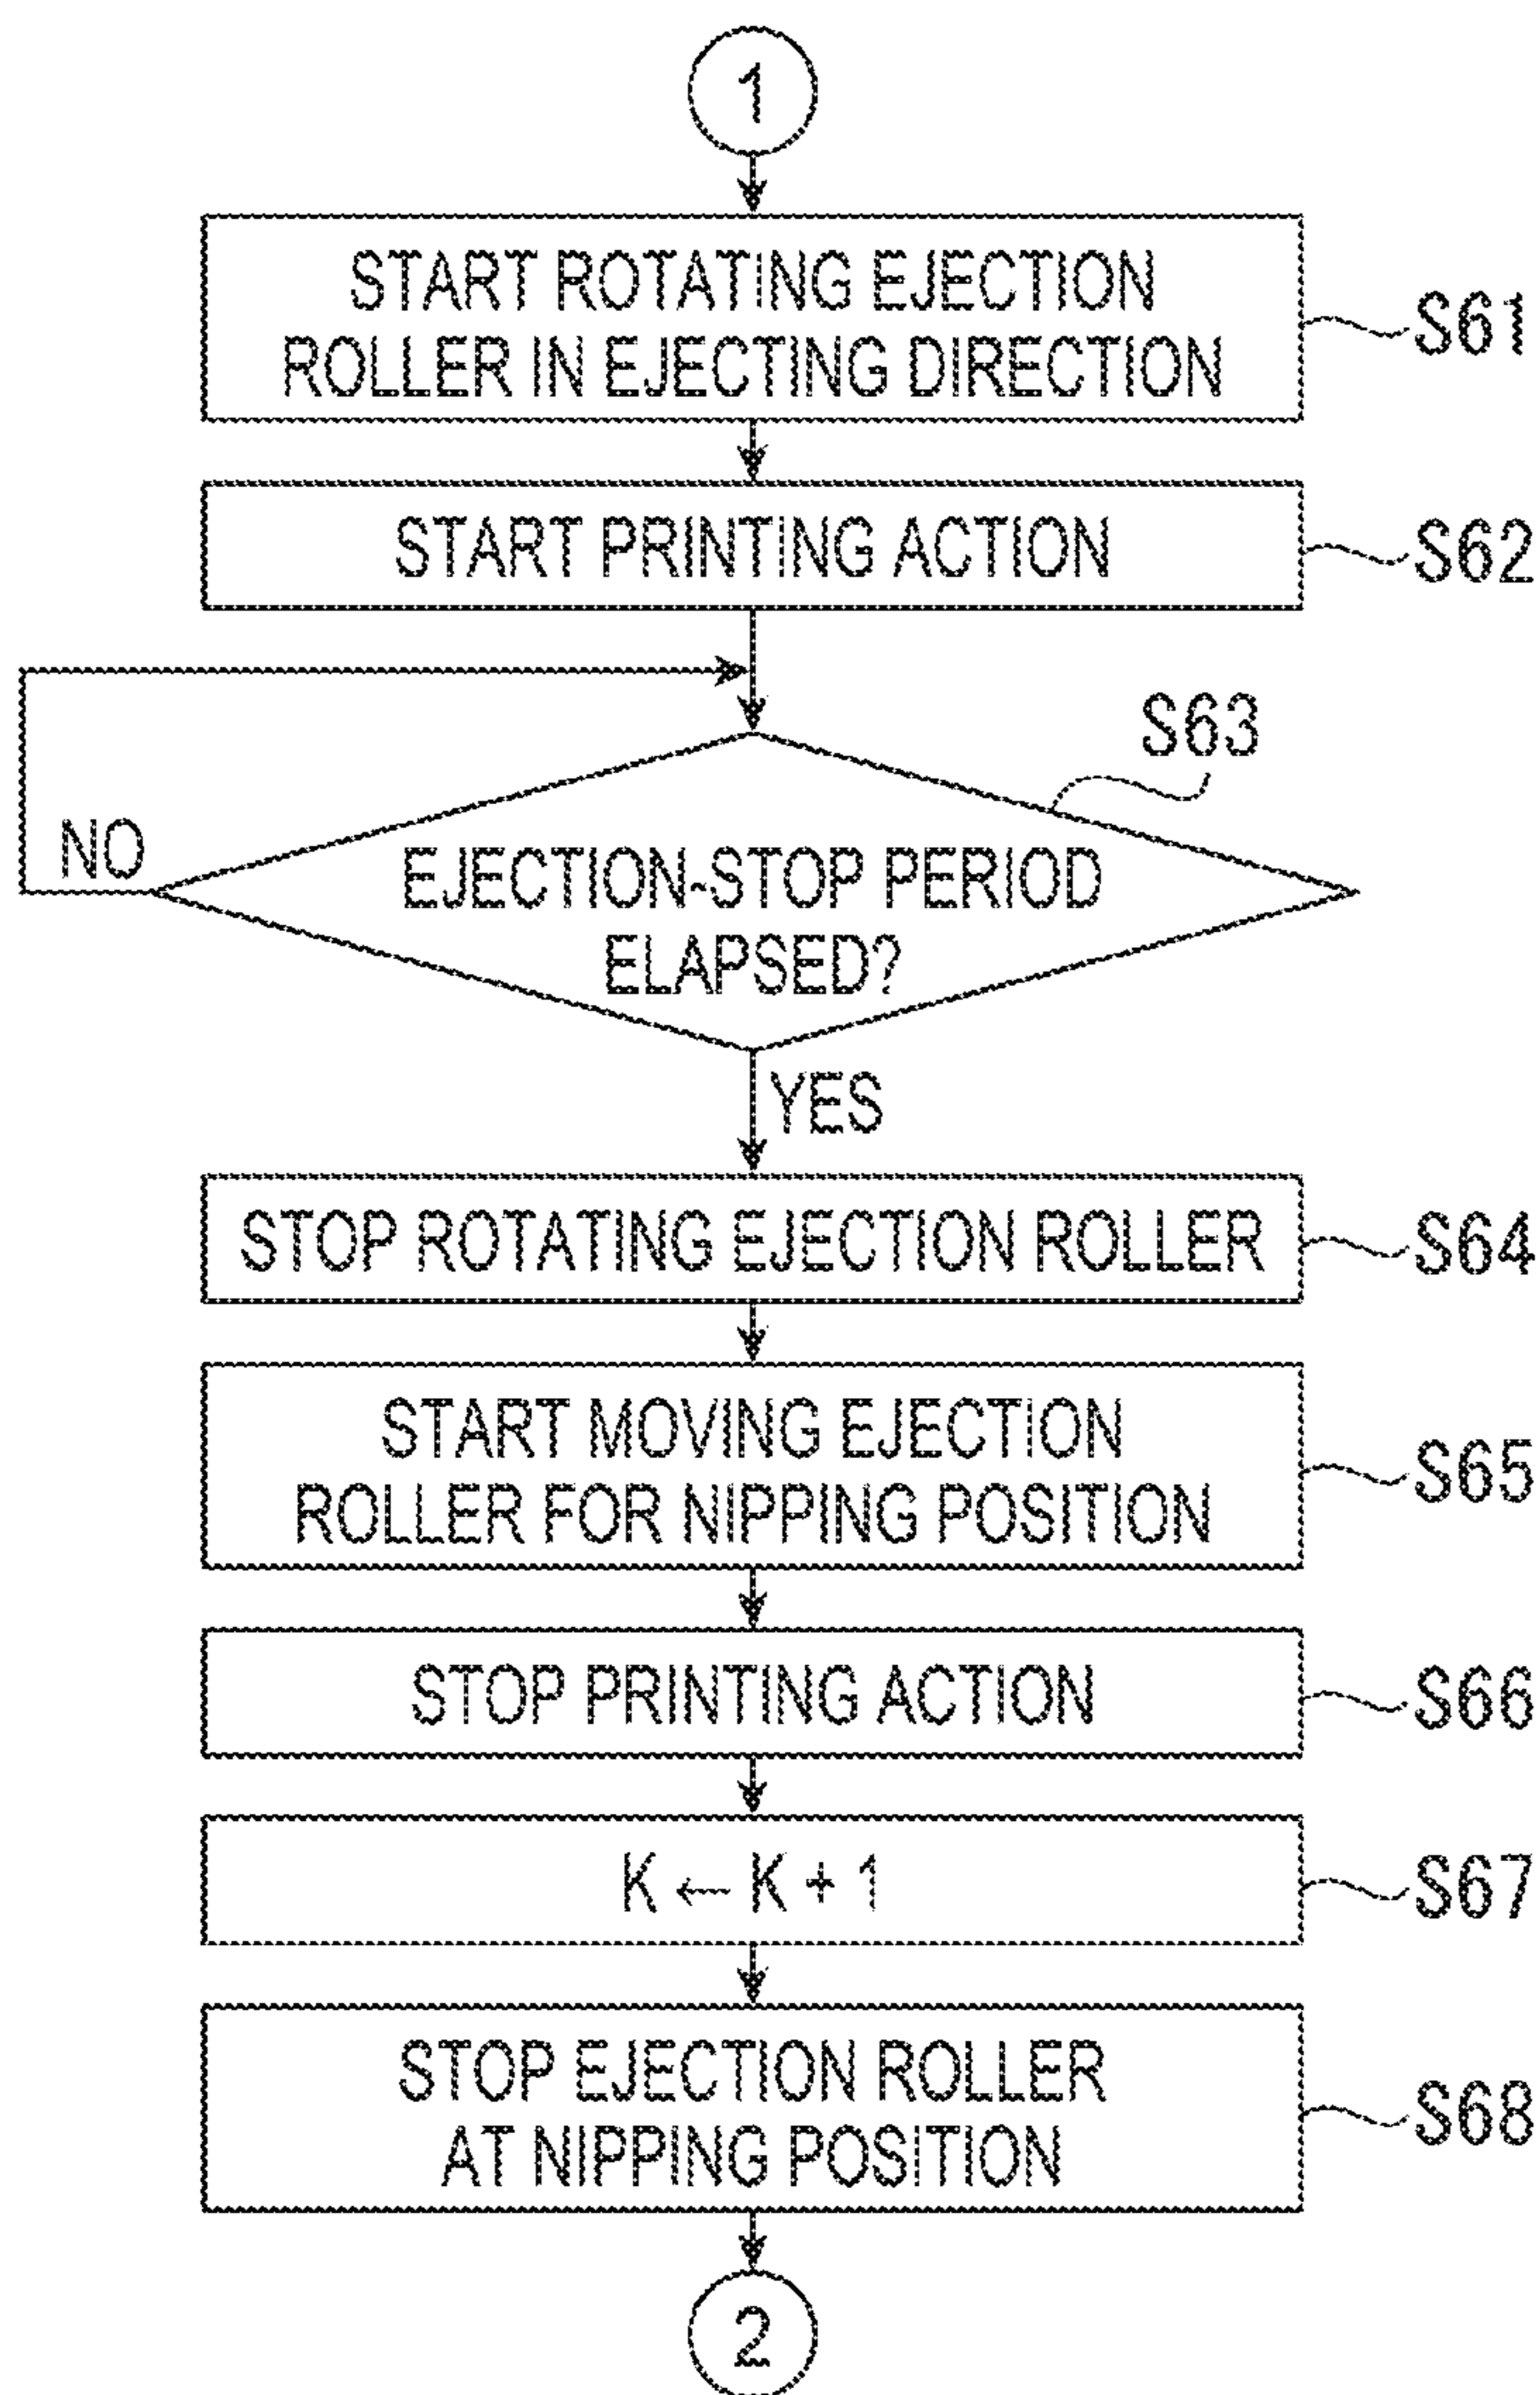 1
START ROTATING EJECTION
ROLLER IN EJECTING DIRECTION
S61
START PRINTING ACTION
S62
S63
NO
EJECTION-STOP PERIOD
ELAPSED?
YES
STOP ROTATING EJECTION ROLLER
S64
START MOVING EJECTION
ROLLER FOR NIPPING POSITION
S65
STOP PRINTING ACTION
S66
K ← K + 1
S67
STOP EJECTION ROLLER
AT NIPPING POSITION
S68
2